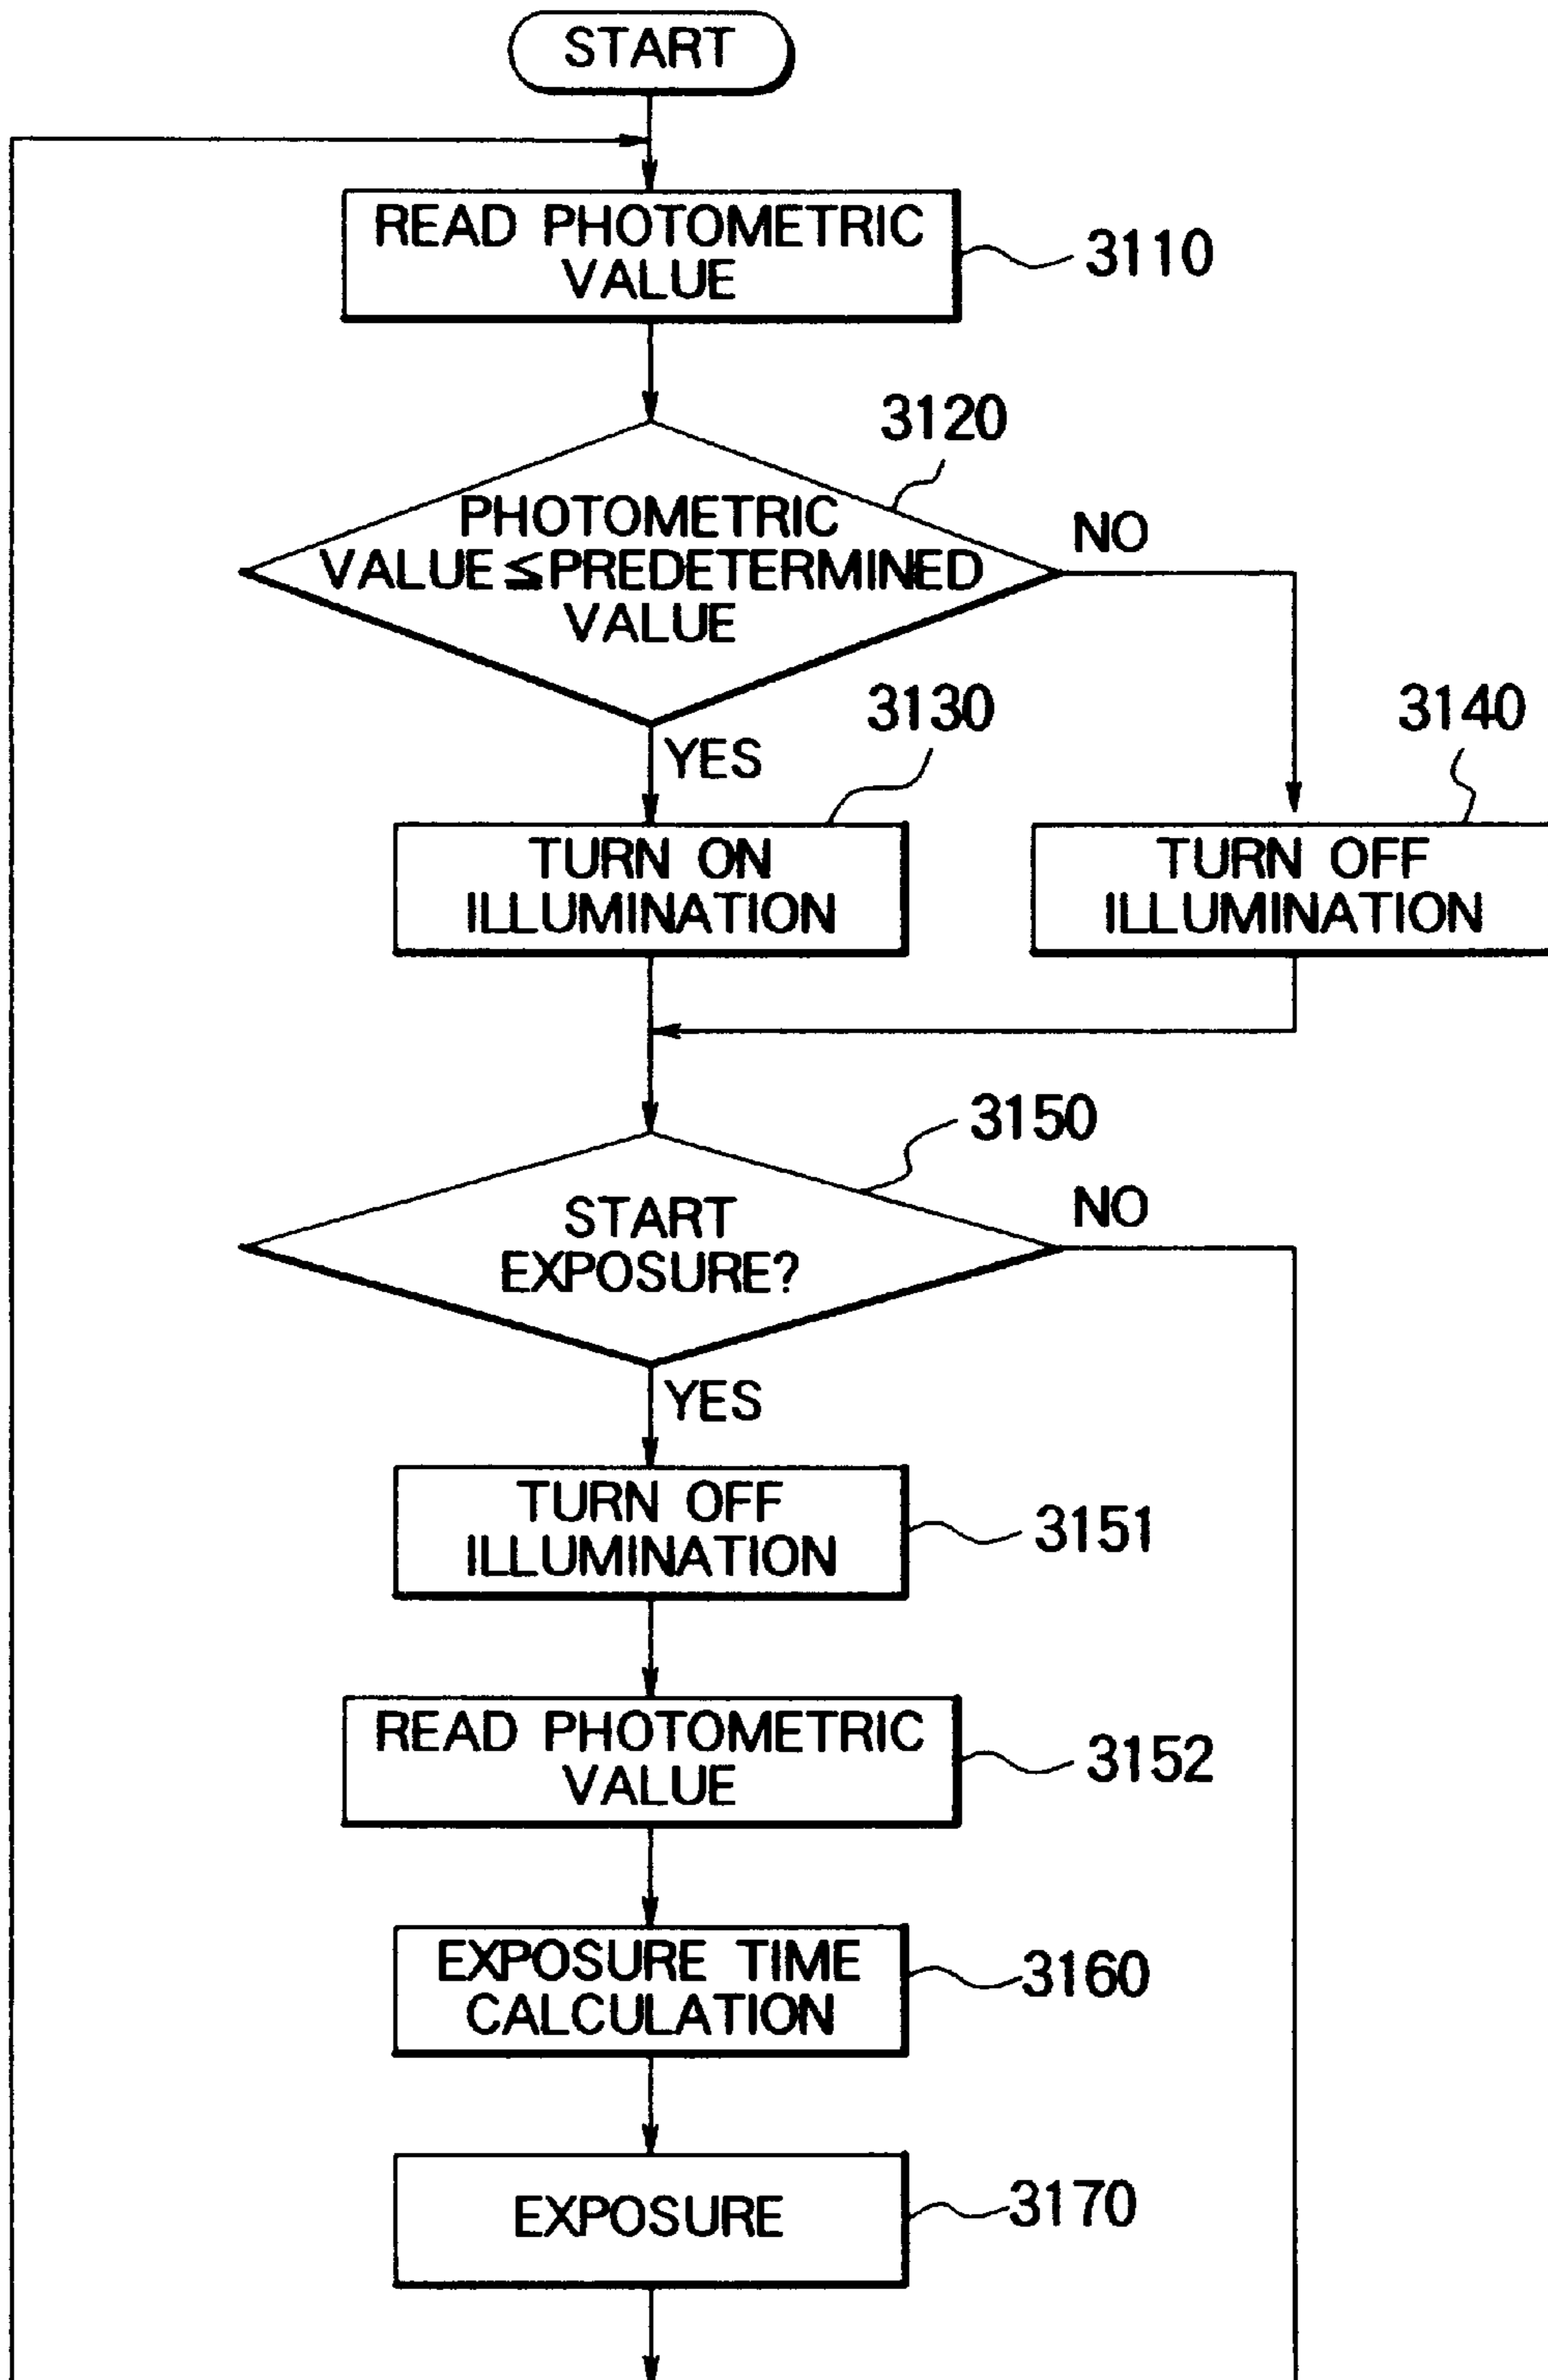 START
READ PHOTOMETRIC
VALUE
3110
3120
PHOTOMETRIC
VALUE≦PREDETERMINED
VALUE
NO
YES
3130
3140
TURN ON
ILLUMINATION
TURN OFF
ILLUMINATION
3150
START
EXPOSURE?
NO
YES
TURN OFF
ILLUMINATION
3151
READ PHOTOMETRIC
VALUE
3152
EXPOSURE TIME
CALCULATION
3160
EXPOSURE
3170